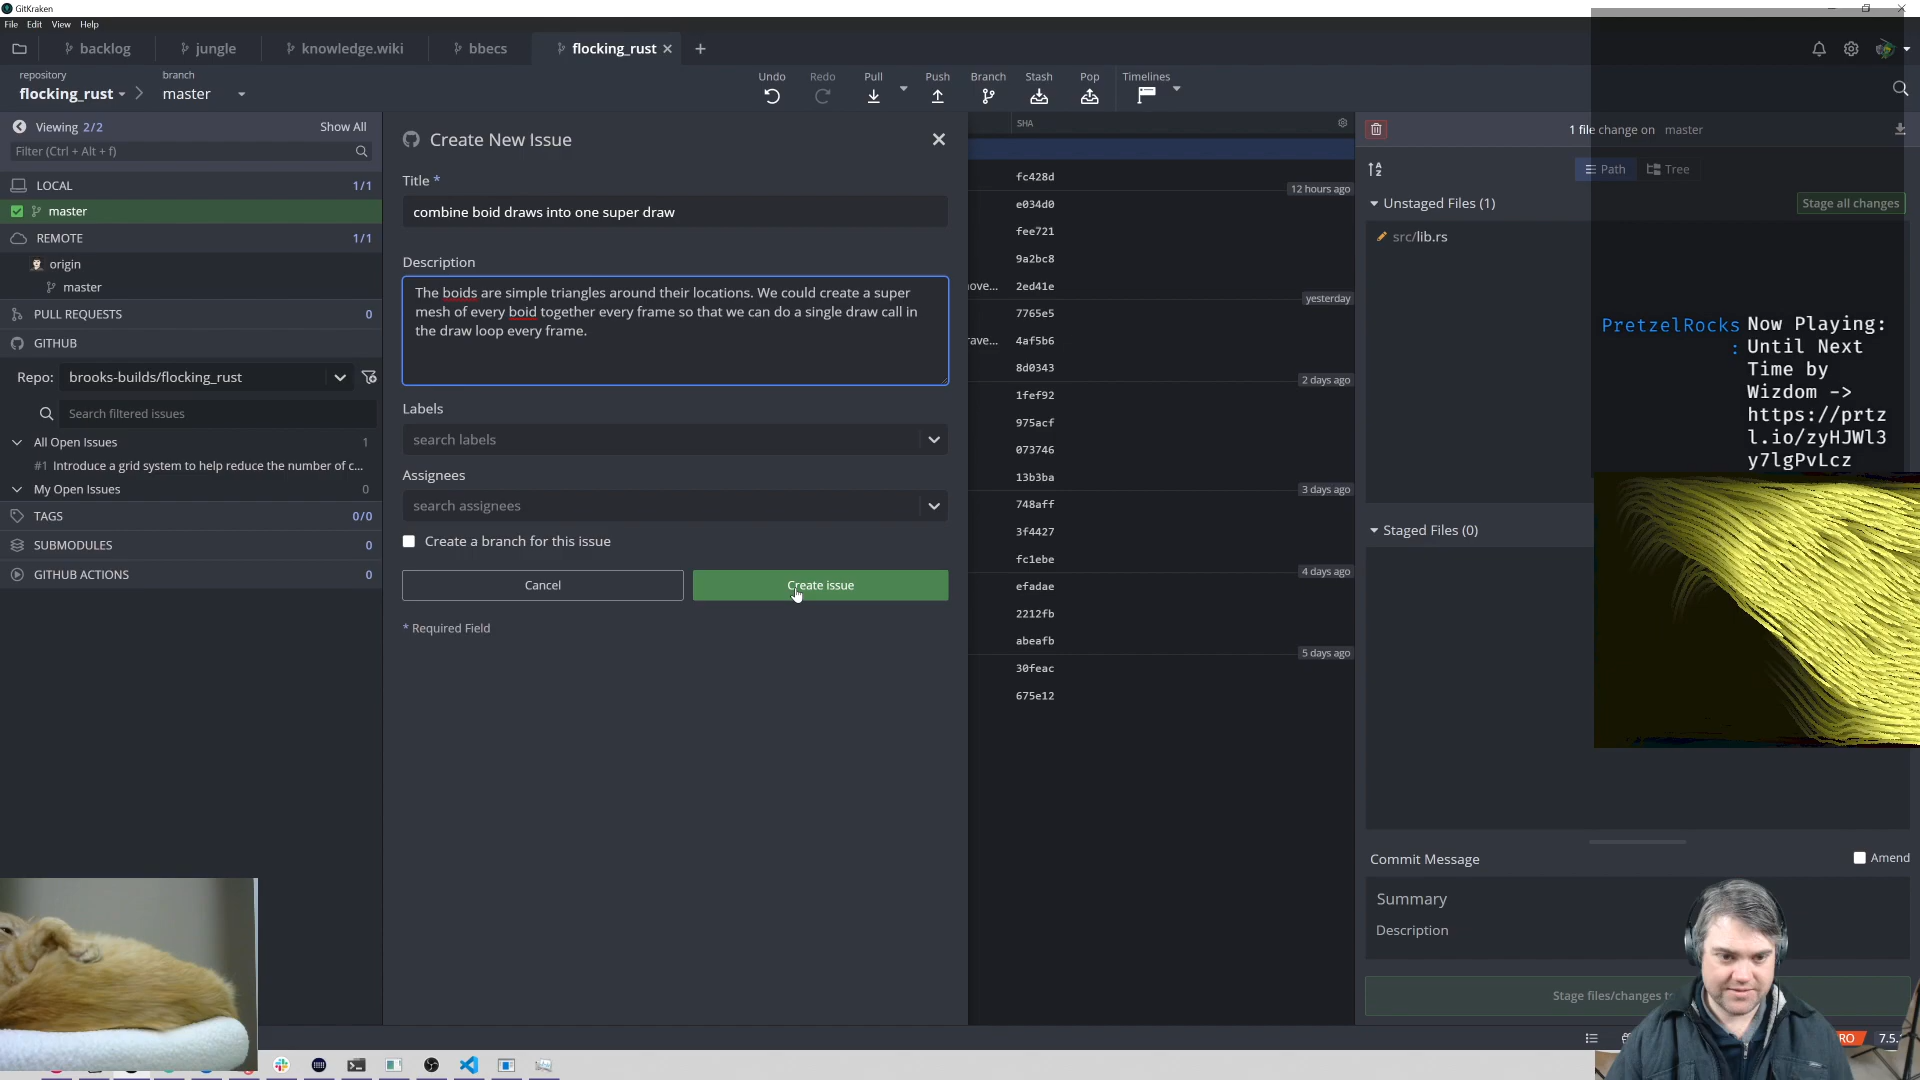 GitKraken
File Edit View Help
backlog
jungle
knowledge.wiki
bbecs
flocking_rust
repository
flocking_rust
branch
master
Undo
Redo
Pull
Push
Branch
Stash
Pop
Timelines
Viewing 2/2
Show All
Filter (Ctrl + Alt + f)
LOCAL 1/1
master
REMOTE 1/1
origin
master
PULL REQUESTS 0
GITHUB
Repo: brooks-builds/flocking_rust
Search filtered issues
All Open Issues 1
#1 Introduce a grid system to help reduce the number of c...
My Open Issues 0
TAGS 0/0
SUBMODULES 0
GITHUB ACTIONS 0
Create New Issue
Title *
combine boid draws into one super draw
Description
The boids are simple triangles around their locations. We could create a super
mesh of every boid together every frame so that we can do a single draw call in
the draw loop every frame.
Labels
search labels
Assignees
search assignees
Create a branch for this issue
Cancel
Create issue
* Required Field
SHA
fc428d
12 hours ago
e034d0
fee721
9a2bc8
ove... 2ed41e
yesterday
7765e5
rave... 4af5b6
8d0343
2 days ago
1fef92
975acf
073746
13b3ba
3 days ago
748aff
3f4427
fc1ebe
4 days ago
efadae
2212fb
abeafb
5 days ago
30feac
675e12
1 file change on master
Path
Tree
Unstaged Files (1)
Stage all changes
src/lib.rs
PretzelRocks Now Playing:
: Until Next
Time by
Wizdom ->
https://prtz
l.io/zyHJWl3
y7lgPvLcz
Staged Files (0)
Commit Message
Amend
Summary
Description
Stage files/changes to
RO
7.5.